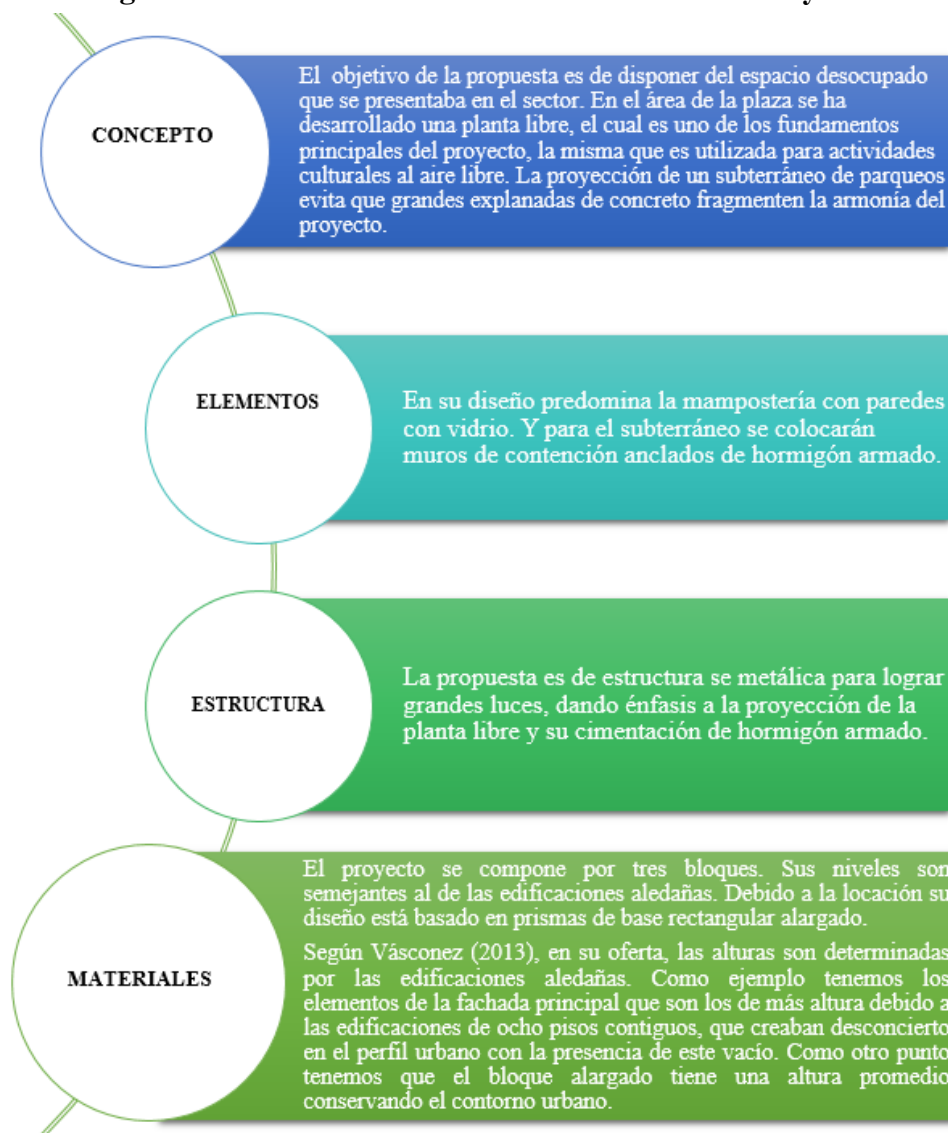 CONCEPTO
El objetivo de la propuesta es de disponer del espacio desocupado
que se presentaba en el sector. En el área de la plaza se ha
desarrollado una planta libre, el cual es uno de los fundamentos
principales del proyecto, la misma que es utilizada para actividades
culturales al aire libre. La proyección de un subterráneo de parqueos
evita que grandes explanadas de concreto fragmenten la armonía del
proyecto.
ELEMENTOS
En su diseño predomina la mampostería con paredes
con vidrio. Y para el subterráneo se colocarán
muros de contención anclados de hormigón armado.
ESTRUCTURA
La propuesta es de estructura se metálica para lograr
grandes luces, dando énfasis a la proyección de la
planta libre y su cimentación de hormigón armado.
MATERIALES
El proyecto se compone por tres bloques. Sus niveles son
semejantes al de las edificaciones aledañas. Debido a la locación su
diseño está basado en prismas de base rectangular alargado.
Según Vásconez (2013), en su oferta, las alturas son determinadas
por las edificaciones aledañas. Como ejemplo tenemos los
elementos de la fachada principal que son los de más altura debido a
las edificaciones de ocho pisos contiguos, que creaban desconcierto
en el perfil urbano con la presencia de este vacío. Como otro punto
tenemos que el bloque alargado tiene una altura promedio
conservando el contorno urbano.